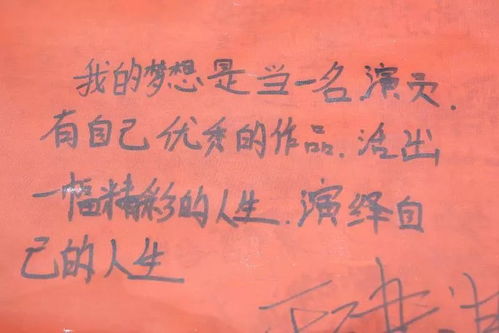 我的梦想是当一名演员.
有自己优秀的作品.活出
一幅精彩的人生.演绎自
己的人生